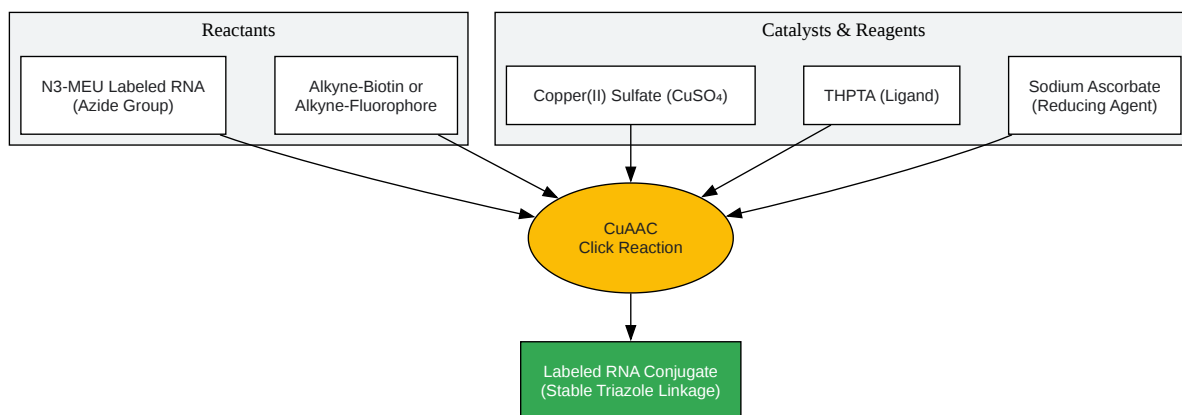 Reactants
Catalysts & Reagents
N3-MEU Labeled RNA
(Azide Group)
Alkyne-Biotin or
Alkyne-Fluorophore
Copper(II) Sulfate (CuSO₄)
THPTA (Ligand)
Sodium Ascorbate
(Reducing Agent)
CuAAC
Click Reaction
Labeled RNA Conjugate
(Stable Triazole Linkage)